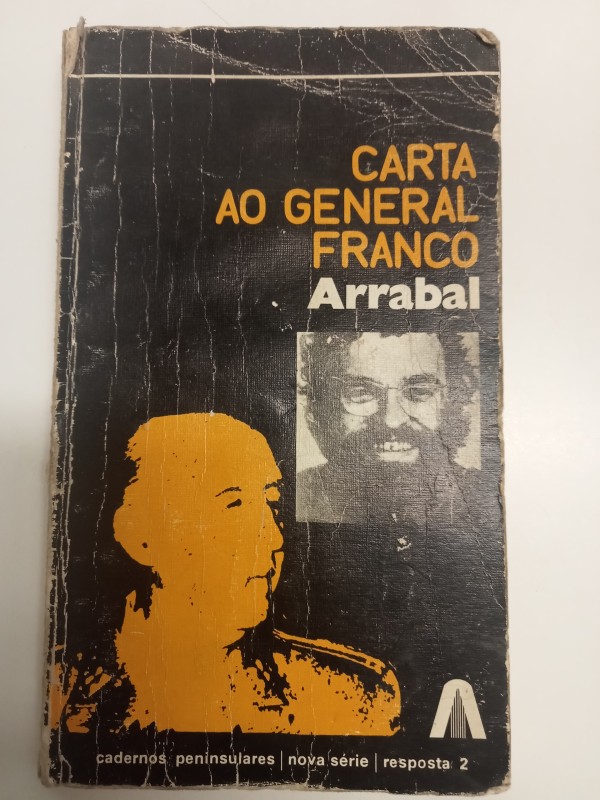 CARTA
AO GENERAL
FRANCO
Arrabal
cadernos peninsulares | nova série | resposta 2